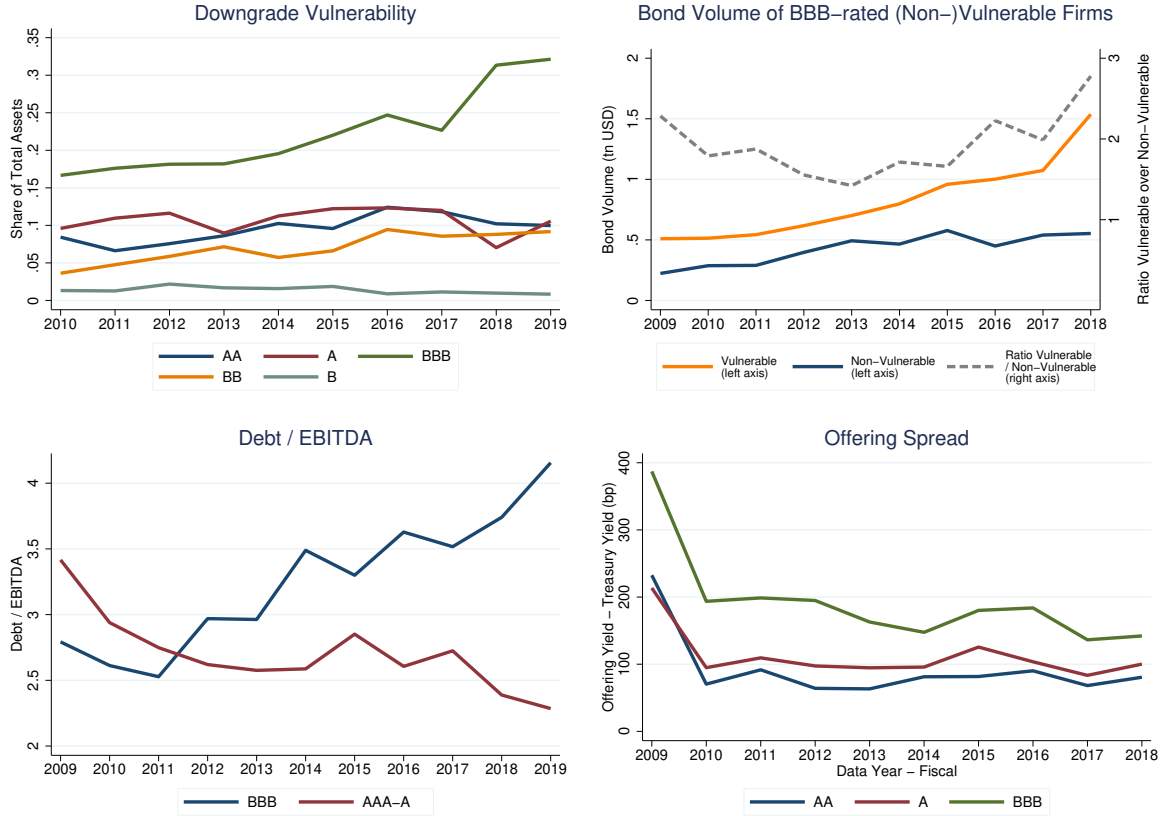 Downgrade Vulnerability
Share of Total Assets
.35
.3
.25
.2
.15
.1
.05
0
2010 2011 2012 2013 2014 2015 2016 2017 2018 2019
AA A BBB
BB B
Bond Volume of BBB−rated (Non−)Vulnerable Firms
Bond Volume (tn USD)
2
1.5
1
.5
0
3
2
1
Ratio Vulnerable over Non−Vulnerable
2009 2010 2011 2012 2013 2014 2015 2016 2017 2018
Vulnerable
(left axis)
Non−Vulnerable
(left axis)
Ratio Vulnerable
/ Non−Vulnerable
(right axis)
Debt / EBITDA
Debt / EBITDA
4
3.5
3
2.5
2
2009 2010 2011 2012 2013 2014 2015 2016 2017 2018 2019
BBB AAA−A
Offering Spread
Offering Yield − Treasury Yield (bp)
400
300
200
100
0
2009 2010 2011 2012 2013 2014 2015 2016 2017 2018
Data Year − Fiscal
AA A BBB